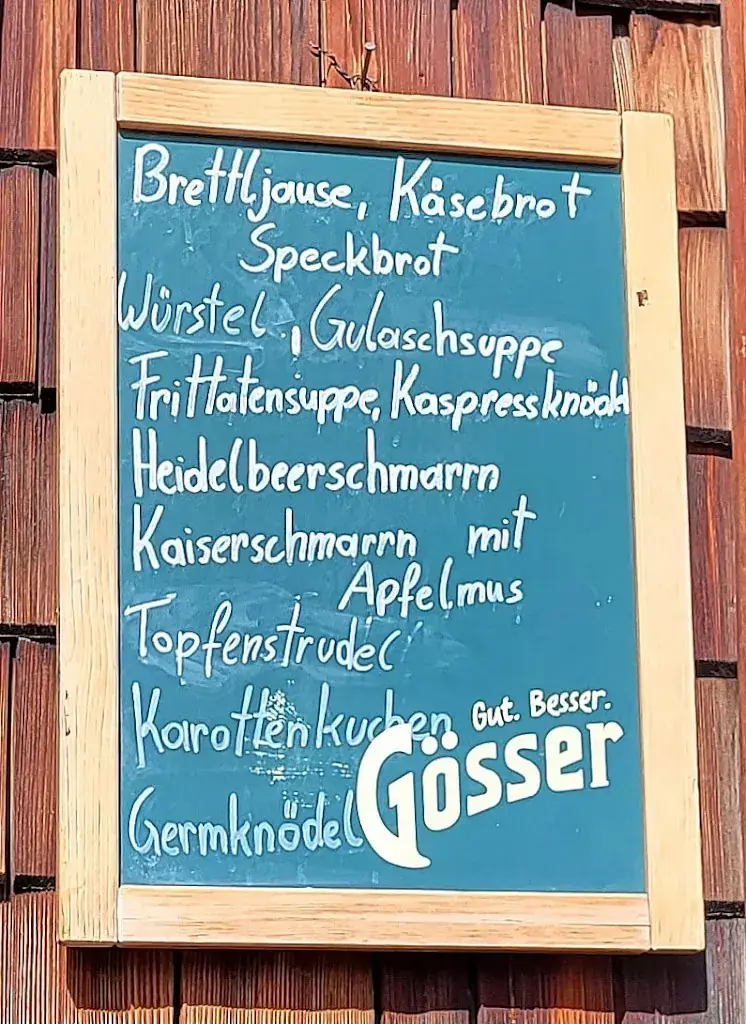 Brettljause, Käsebrot
Speckbrot
Würstel, Gulaschsuppe
Frittatensuppe, Kaspressknödl
Heidelbeerschmarrn
Kaiserschmarrn mit
Apfelmus
Topfenstrudel
Karottenkuchen
Germknödel
Gut. Besser.
Gösser